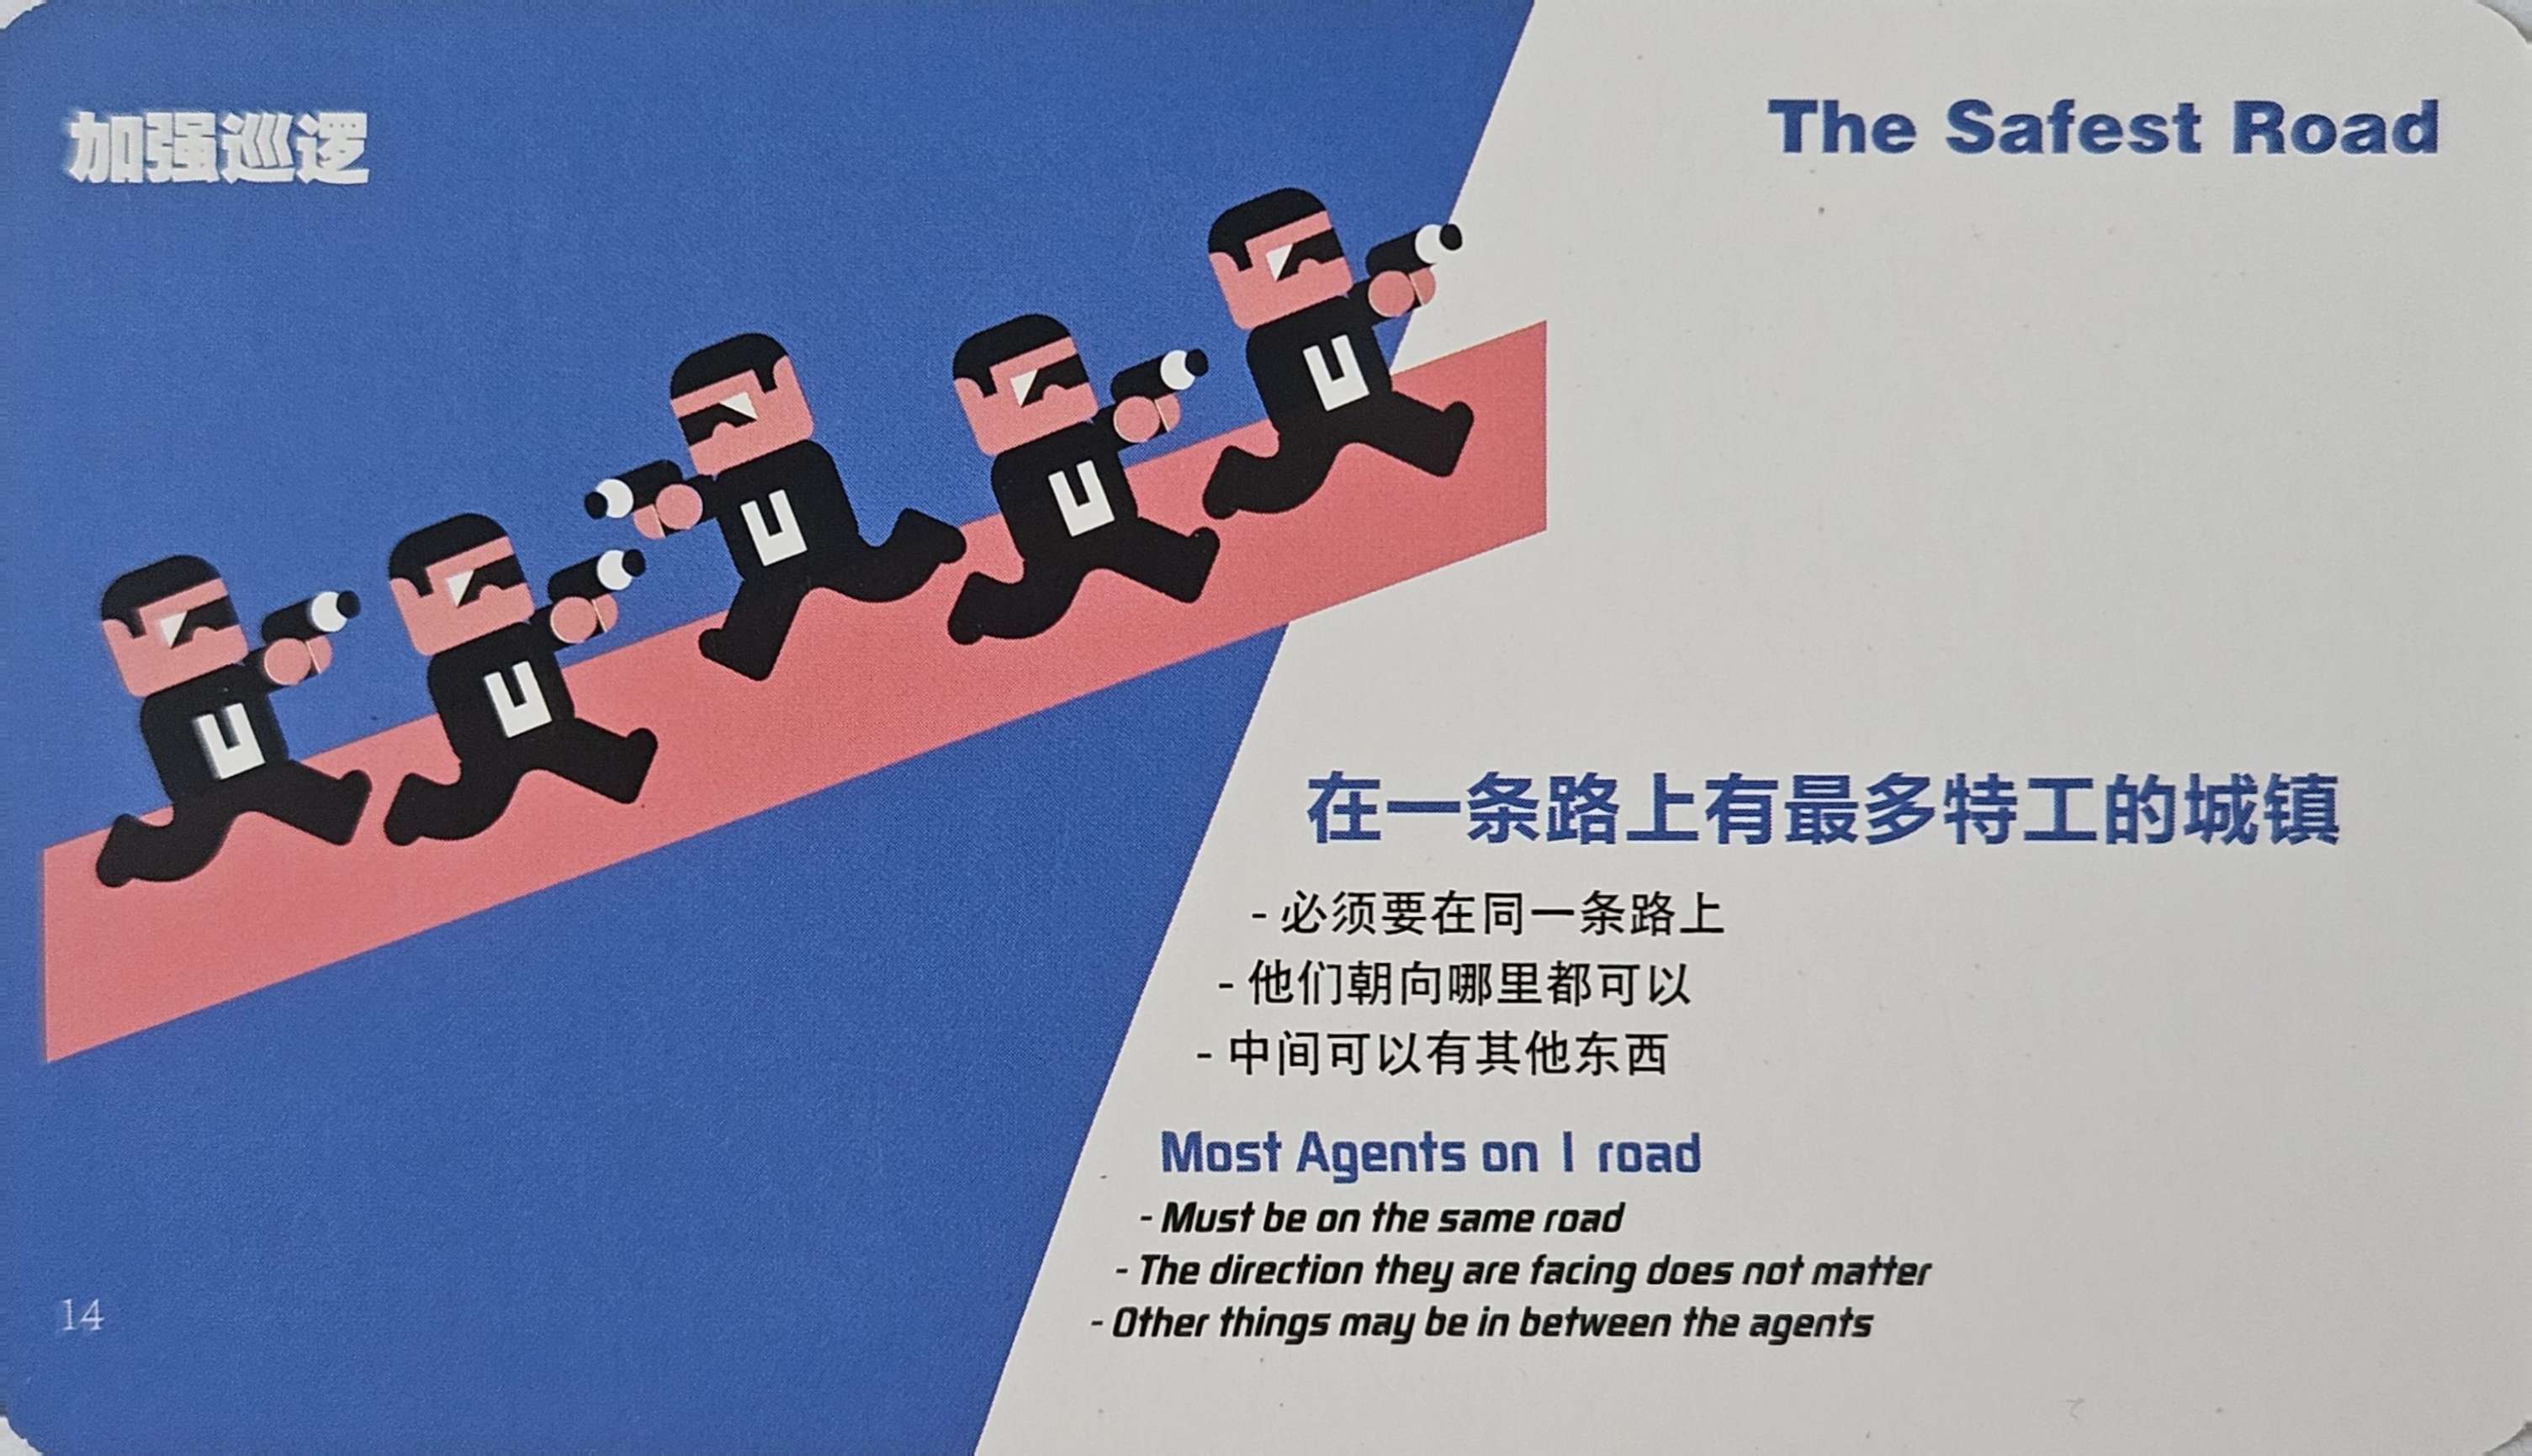 加强巡逻
The Safest Road
U
U
U
U
U
在一条路上有最多特工的城镇
- 必须要在同一条路上
- 他们朝向哪里都可以
- 中间可以有其他东西
Most Agents on 1 road
- Must be on the same road
- The direction they are facing does not matter
- Other things may be in between the agents
14